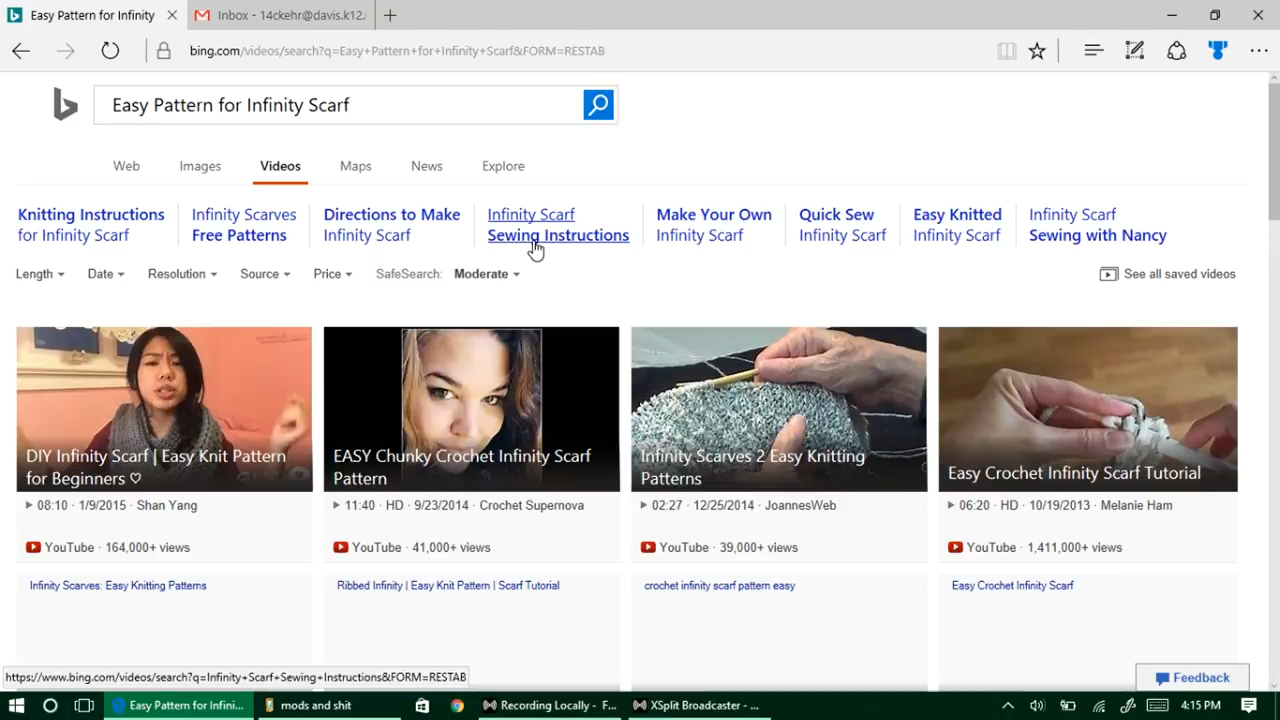 Easy Pattern for Infinity
Inbox - 14ckehr@davis.k12.
bing.com/videos/search?q=Easy+Pattern+for+Infinity+Scarf&FORM=RESTAB
Easy Pattern for Infinity Scarf
Web Images Videos Maps News Explore
Knitting Instructions Infinity Scarves Directions to Make Infinity Scarf Make Your Own Quick Sew Easy Knitted Infinity Scarf
for Infinity Scarf Free Patterns Infinity Scarf Sewing Instructions Infinity Scarf Infinity Scarf Infinity Scarf Sewing with Nancy
Length Date Resolution Source Price SafeSearch: Moderate See all saved videos
DIY Infinity Scarf | Easy Knit Pattern
for Beginners ♡
EASY Chunky Crochet Infinity Scarf
Pattern
Infinity Scarves 2 Easy Knitting
Patterns
Easy Crochet Infinity Scarf Tutorial
08:10 · 1/9/2015 · Shan Yang
11:40 · HD · 9/23/2014 · Crochet Supernova
02:27 · 12/25/2014 · JoannesWeb
06:20 · HD · 10/19/2013 · Melanie Ham
YouTube · 164,000+ views
YouTube · 41,000+ views
YouTube · 39,000+ views
YouTube · 1,411,000+ views
Infinity Scarves: Easy Knitting Patterns
Ribbed Infinity | Easy Knit Pattern | Scarf Tutorial
crochet infinity scarf pattern easy
Easy Crochet Infinity Scarf
https://www.bing.com/videos/search?q=Infinity+Scarf+Sewing+Instructions&FORM=RESTAB
Feedback
Easy Pattern for Infini... mods and shit Recording Locally - F... XSplit Broadcaster - ... 4:15 PM